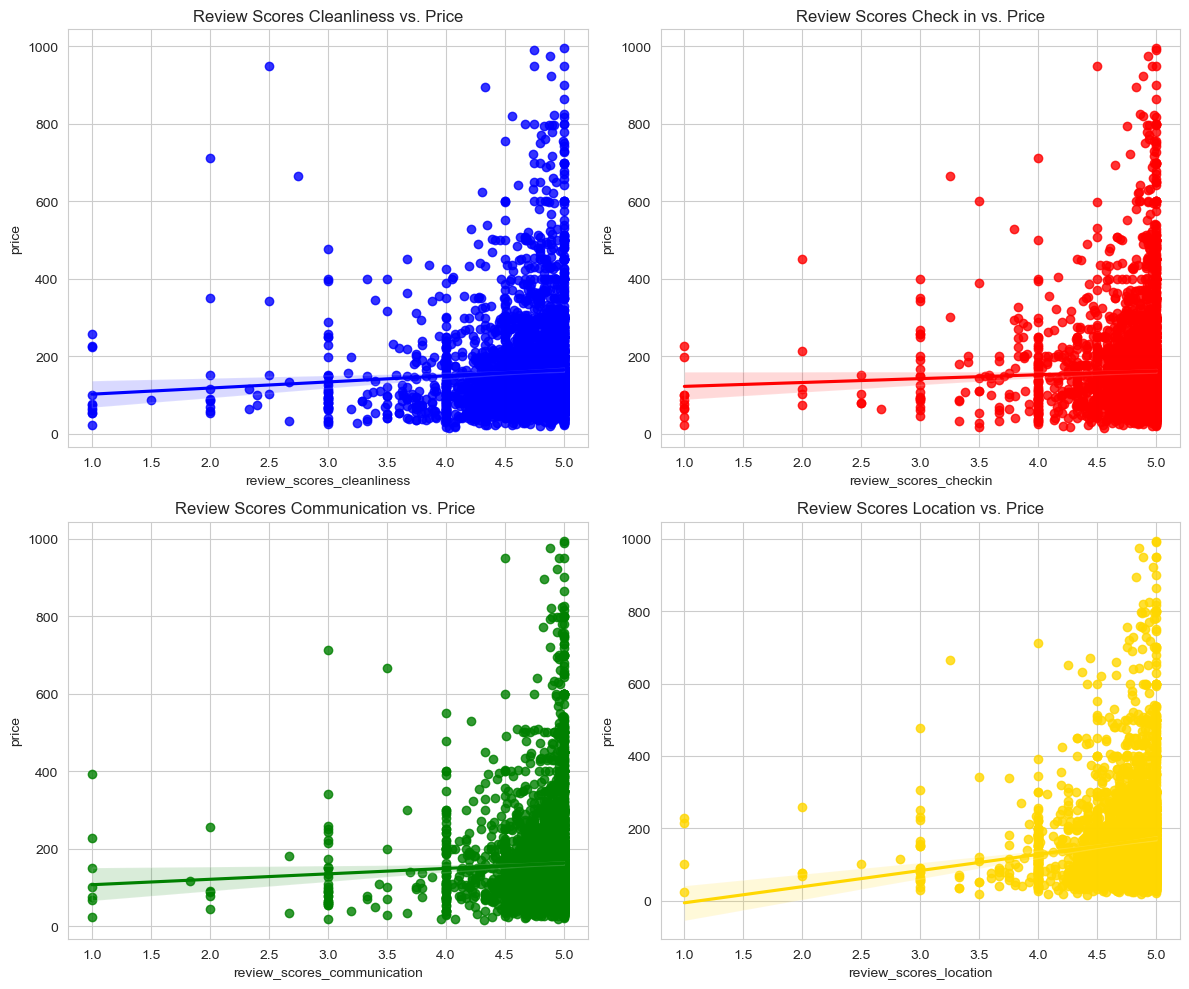 Review Scores Cleanliness vs. Price
1000
800
600
400
200
0
price
1.0 1.5 2.0 2.5 3.0 3.5 4.0 4.5 5.0
review_scores_cleanliness
Review Scores Check in vs. Price
1000
800
600
400
200
0
price
1.0 1.5 2.0 2.5 3.0 3.5 4.0 4.5 5.0
review_scores_checkin
Review Scores Communication vs. Price
1000
800
600
400
200
0
price
1.0 1.5 2.0 2.5 3.0 3.5 4.0 4.5 5.0
review_scores_communication
Review Scores Location vs. Price
1000
800
600
400
200
0
price
1.0 1.5 2.0 2.5 3.0 3.5 4.0 4.5 5.0
review_scores_location